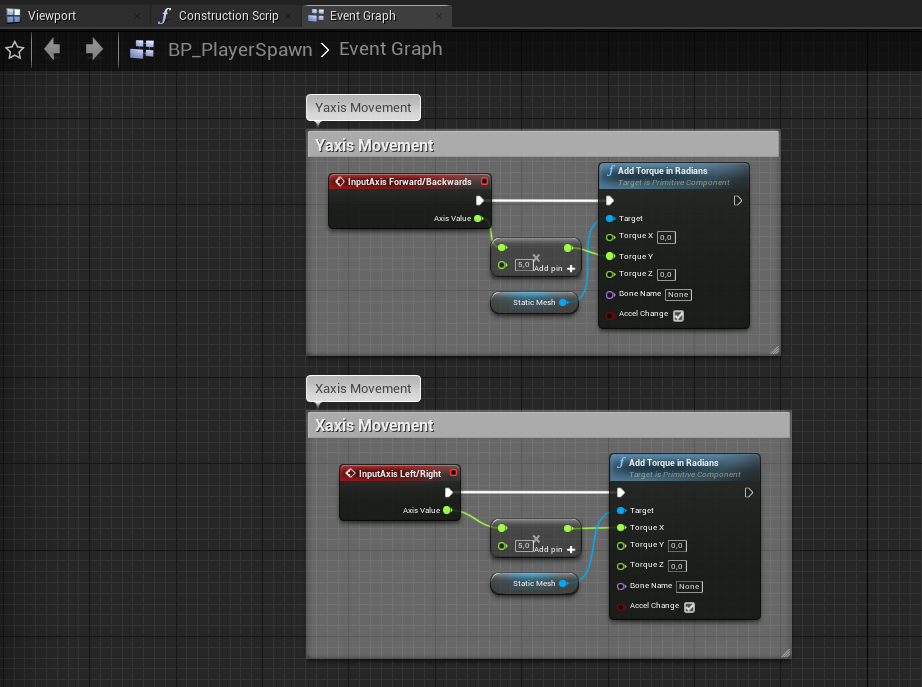 Viewport
Construction Scrip
Event Graph
BP_PlayerSpawn > Event Graph
Yaxis Movement
Yaxis Movement
InputAxis Forward/Backwards
Axis Value
5,0
Add pin +
Static Mesh
f Add Torque in Radians
Target is Primitive Component
Target
Torque X 0,0
Torque Y
Torque Z 0,0
Bone Name None
Accel Change
Xaxis Movement
Xaxis Movement
InputAxis Left/Right
Axis Value
5,0
Add pin +
Static Mesh
f Add Torque in Radians
Target is Primitive Component
Target
Torque X
Torque Y 0,0
Torque Z 0,0
Bone Name None
Accel Change